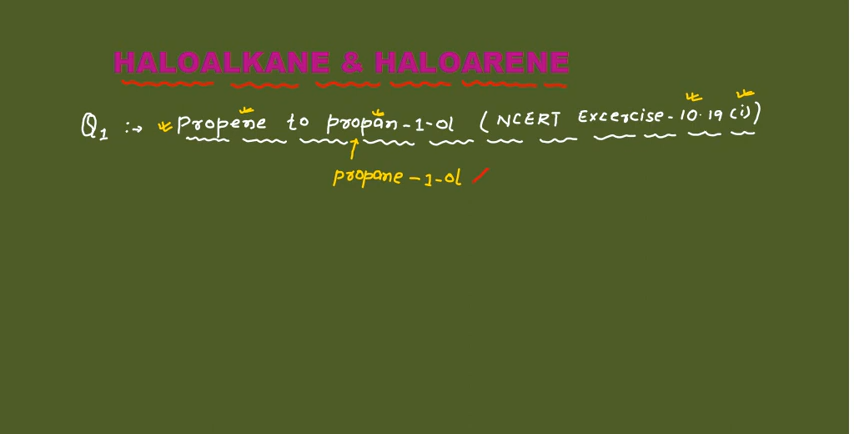 HALOALKANE & HALOARENE
Q1 :→ Propene to propan-1-ol (NCERT Excercise-10.19(i))
propane-1-ol